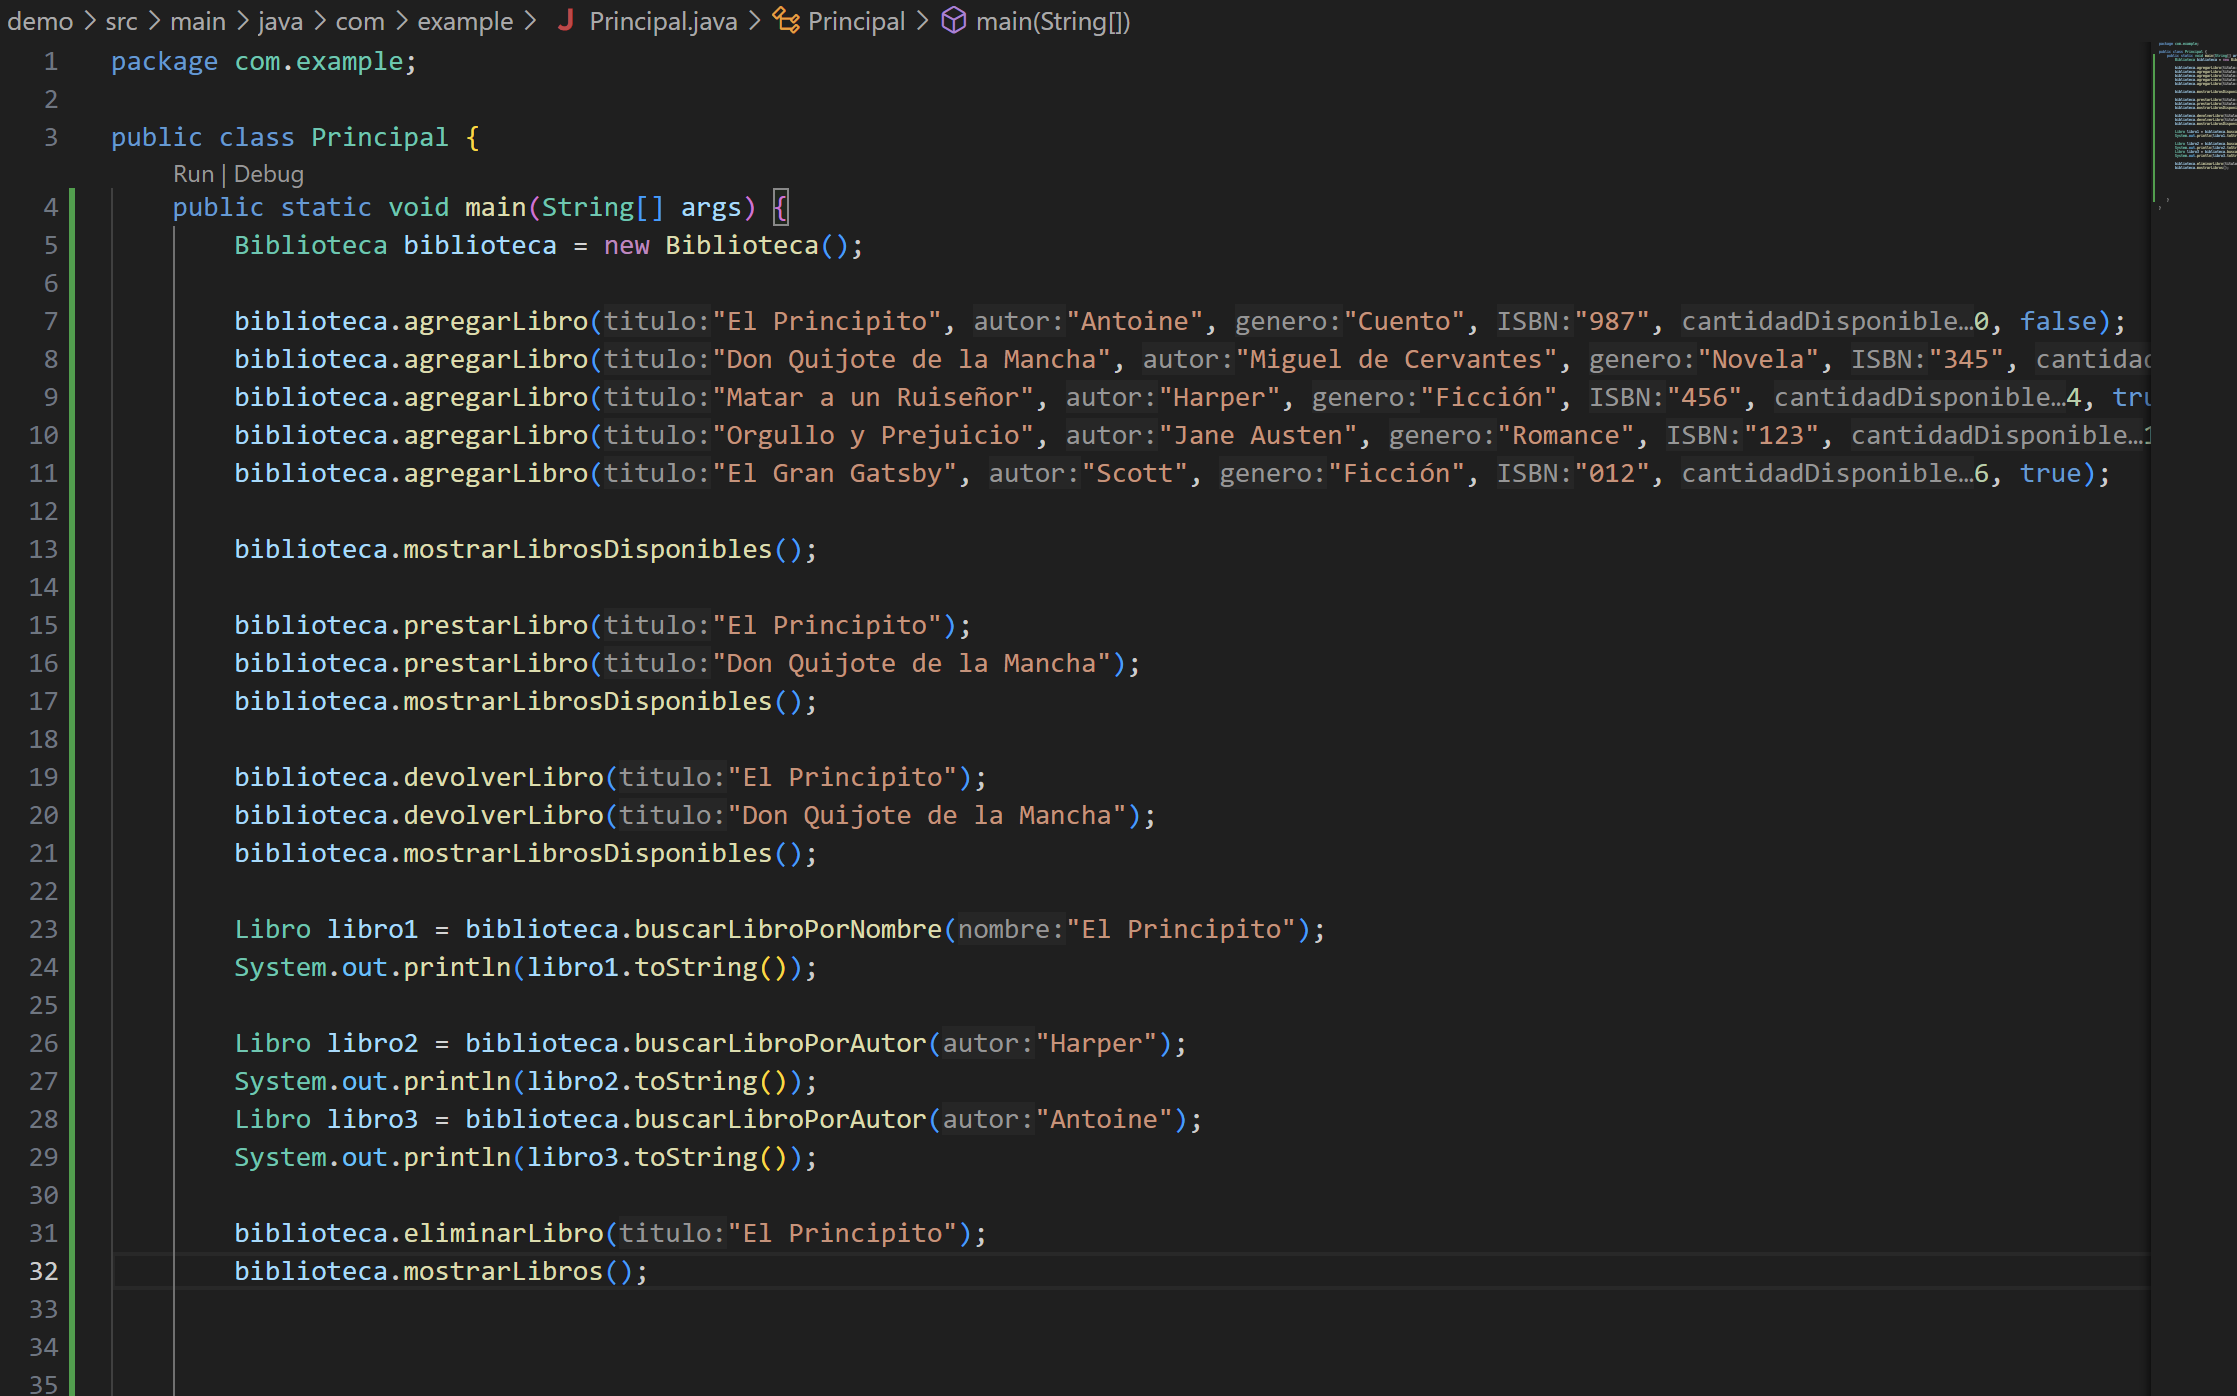 demo > src > main > java > com > example > J Principal.java > Principal > main(String[])
1 package com.example;
2
3 public class Principal {
Run | Debug
4 public static void main(String[] args) {
5 Biblioteca biblioteca = new Biblioteca();
6
7 biblioteca.agregarLibro(titulo:"El Principito", autor:"Antoine", genero:"Cuento", ISBN:"987", cantidadDisponible…0, false);
8 biblioteca.agregarLibro(titulo:"Don Quijote de la Mancha", autor:"Miguel de Cervantes", genero:"Novela", ISBN:"345", cantidad
9 biblioteca.agregarLibro(titulo:"Matar a un Ruiseñor", autor:"Harper", genero:"Ficción", ISBN:"456", cantidadDisponible…4, tru
10 biblioteca.agregarLibro(titulo:"Orgullo y Prejuicio", autor:"Jane Austen", genero:"Romance", ISBN:"123", cantidadDisponible…1
11 biblioteca.agregarLibro(titulo:"El Gran Gatsby", autor:"Scott", genero:"Ficción", ISBN:"012", cantidadDisponible…6, true);
12
13 biblioteca.mostrarLibrosDisponibles();
14
15 biblioteca.prestarLibro(titulo:"El Principito");
16 biblioteca.prestarLibro(titulo:"Don Quijote de la Mancha");
17 biblioteca.mostrarLibrosDisponibles();
18
19 biblioteca.devolverLibro(titulo:"El Principito");
20 biblioteca.devolverLibro(titulo:"Don Quijote de la Mancha");
21 biblioteca.mostrarLibrosDisponibles();
22
23 Libro libro1 = biblioteca.buscarLibroPorNombre(nombre:"El Principito");
24 System.out.println(libro1.toString());
25
26 Libro libro2 = biblioteca.buscarLibroPorAutor(autor:"Harper");
27 System.out.println(libro2.toString());
28 Libro libro3 = biblioteca.buscarLibroPorAutor(autor:"Antoine");
29 System.out.println(libro3.toString());
30
31 biblioteca.eliminarLibro(titulo:"El Principito");
32 biblioteca.mostrarLibros();
33
34
35